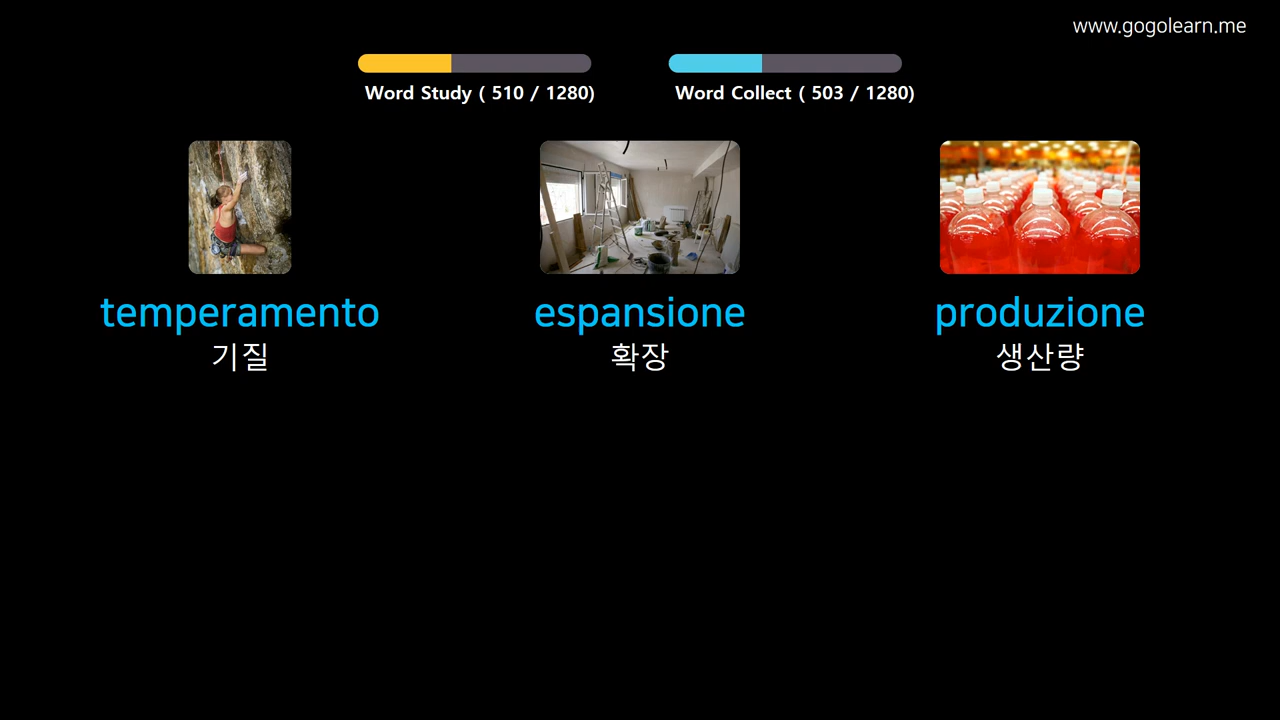 www.gogolearn.me
Word Study ( 510 / 1280)
Word Collect ( 503 / 1280)
temperamento
기질
espansione
확장
produzione
생산량